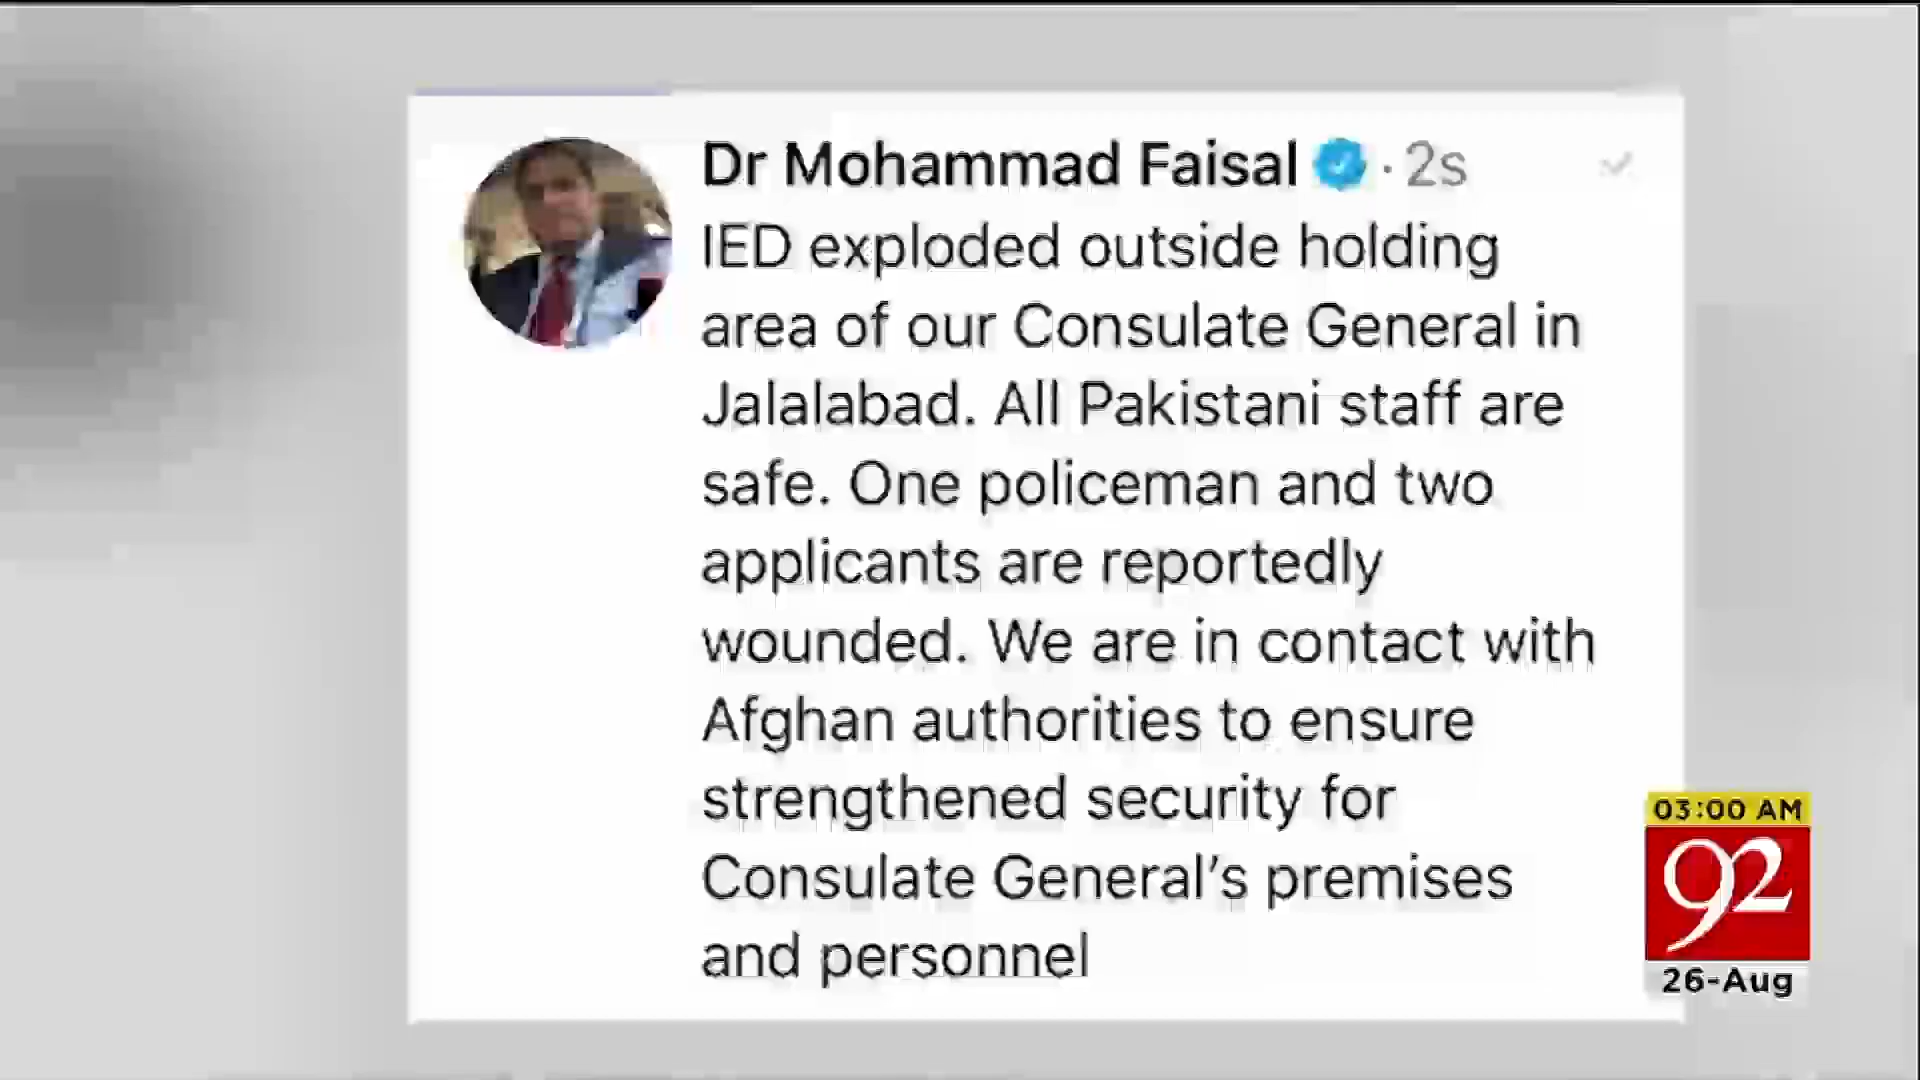 Dr Mohammad Faisal · 2s
IED exploded outside holding
area of our Consulate General in
Jalalabad. All Pakistani staff are
safe. One policeman and two
applicants are reportedly
wounded. We are in contact with
Afghan authorities to ensure
strengthened security for
Consulate General's premises
and personnel
03:00 AM
92
26-Aug